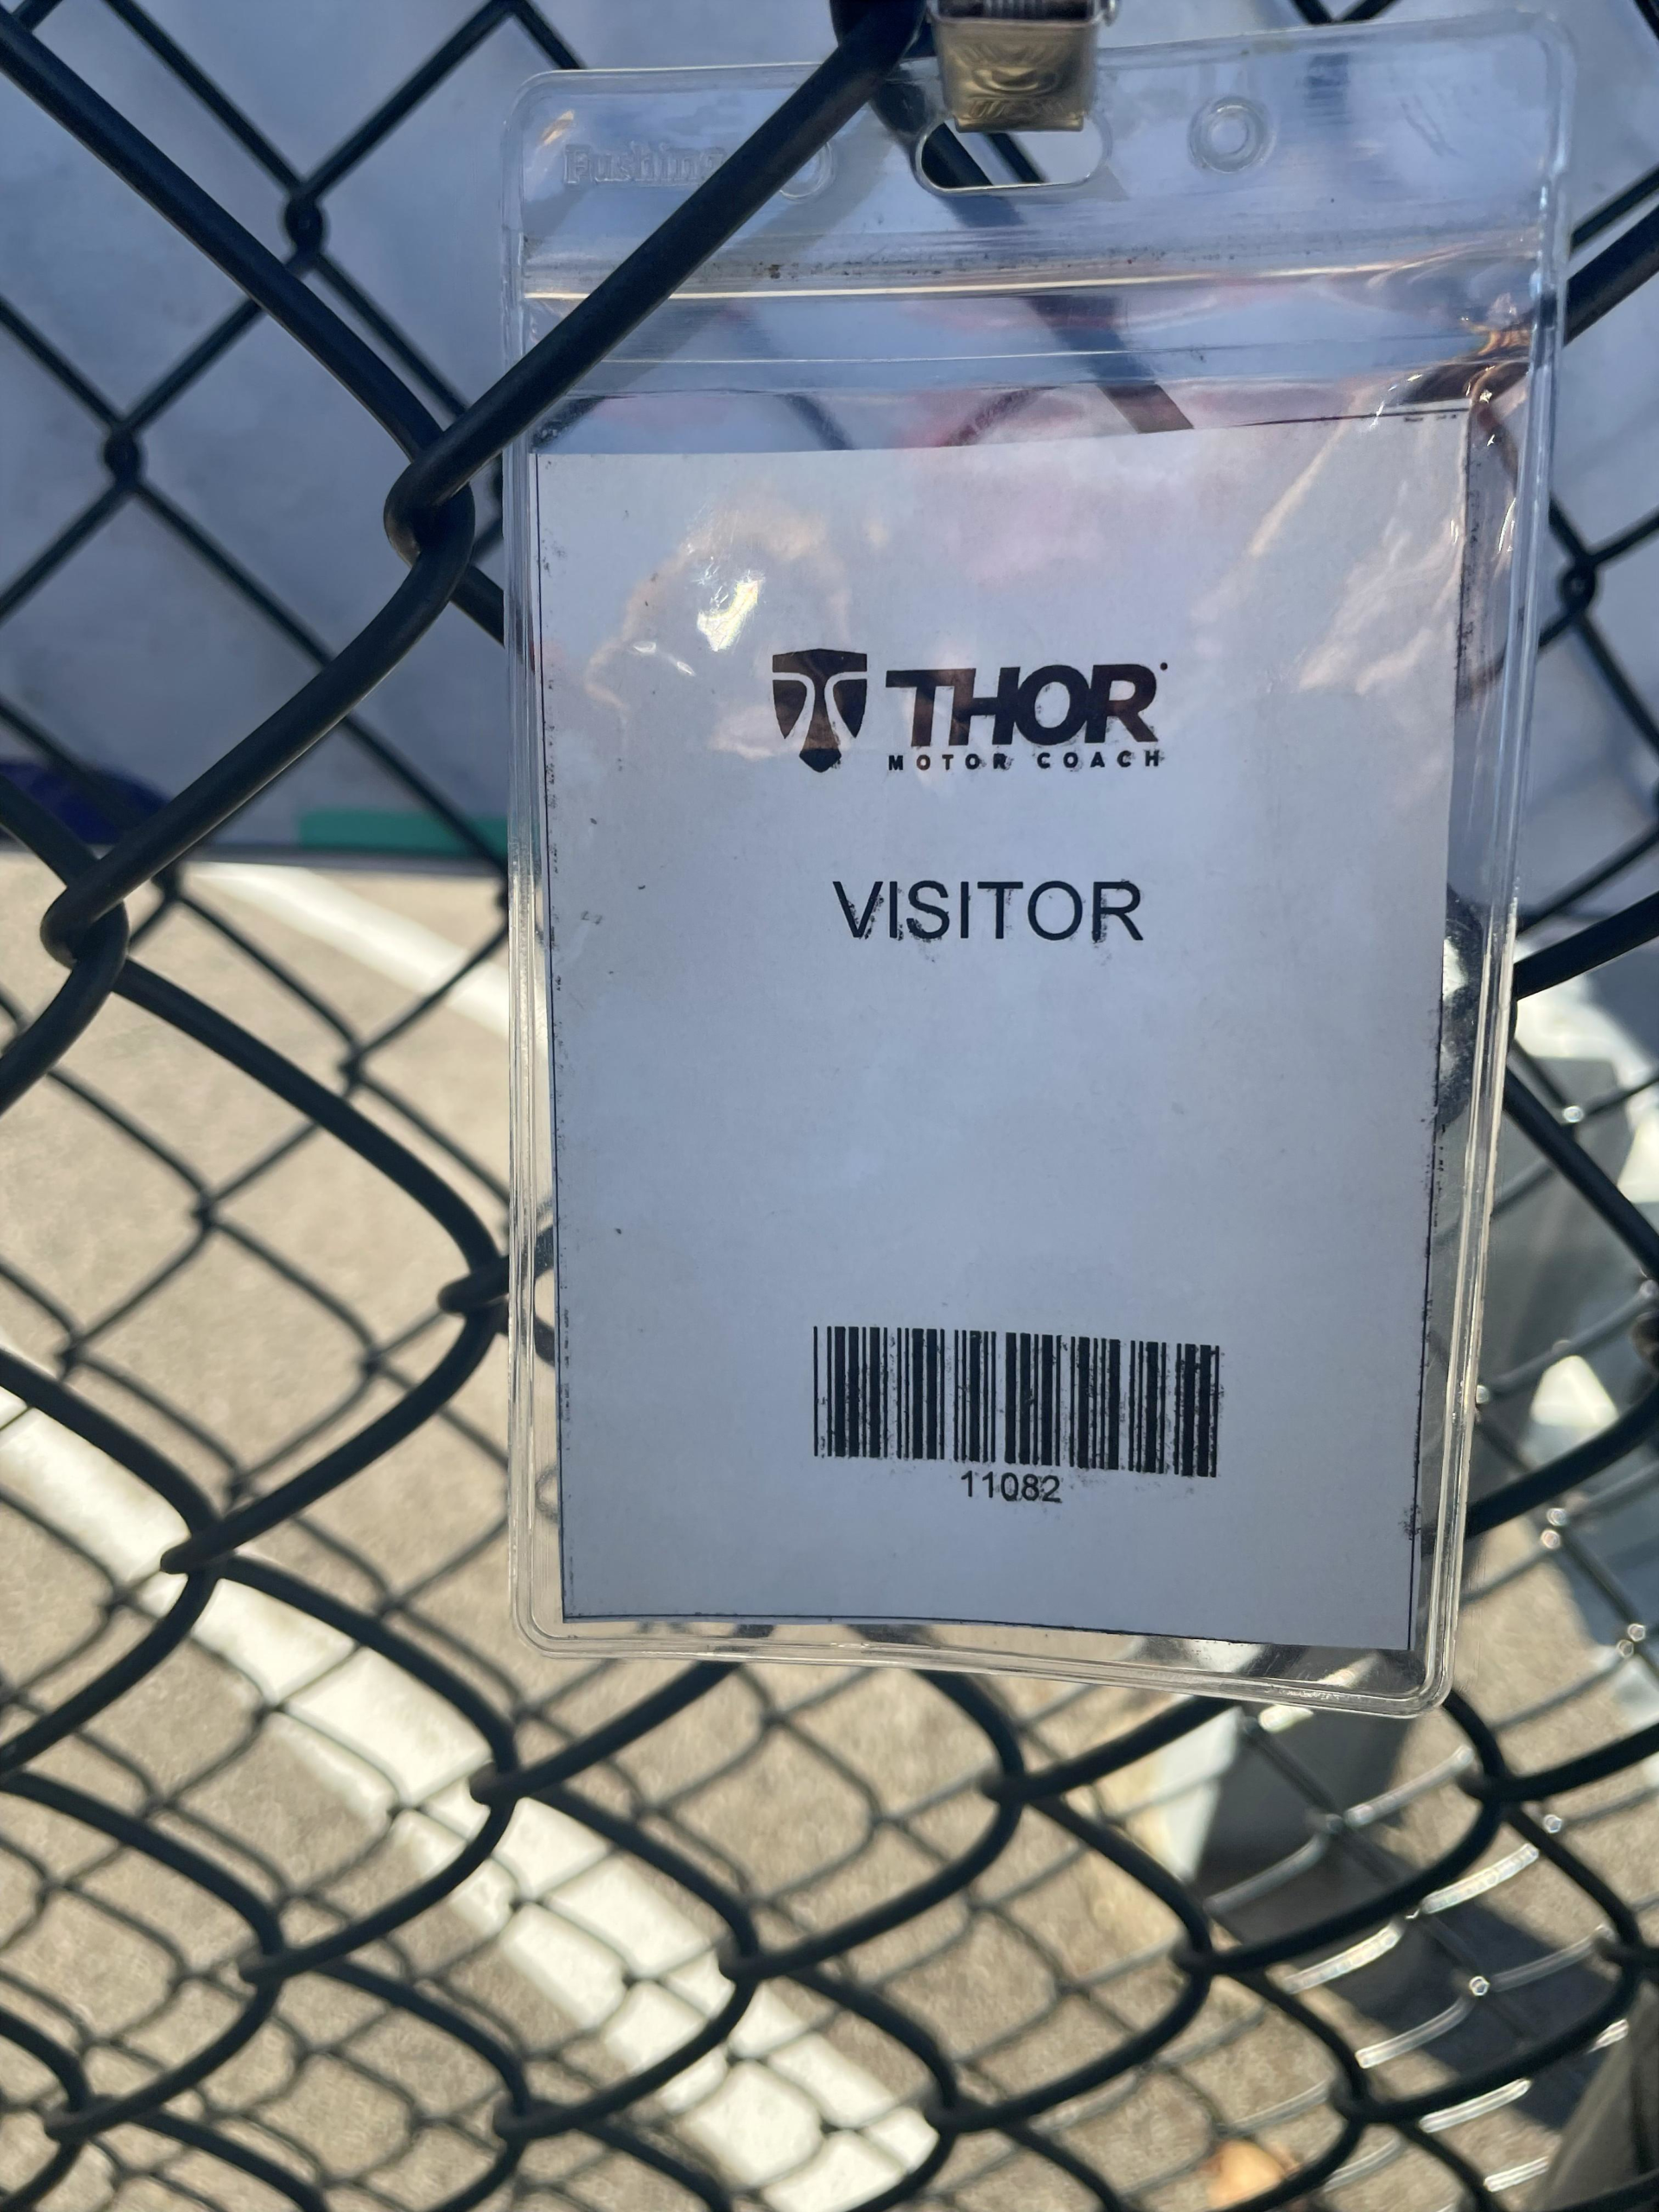 THOR
MOTOR COACH
VISITOR
11082